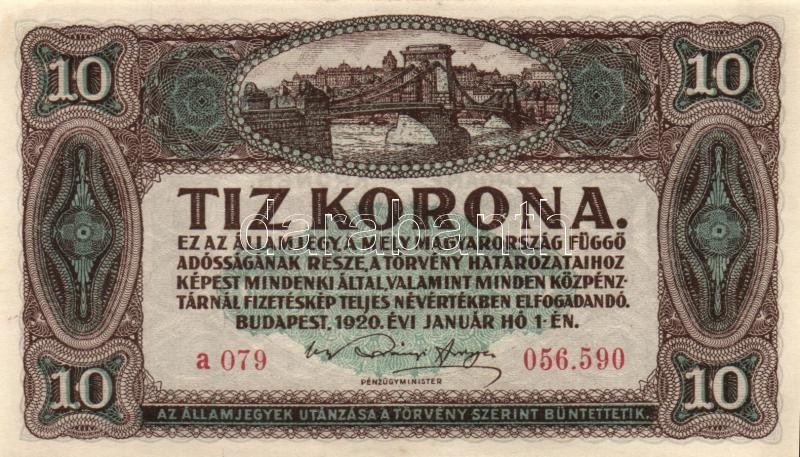 10 10
TIZ KORONA.
darabanth
EZ AZ ÁLLAMJEGY, A MELY MAGYARORSZÁG FÜGGŐ
ADÓSSÁGÁNAK RÉSZE, A TÖRVÉNY HATÁROZATAIHOZ
KÉPEST MINDENKI ÁLTAL, VALAMINT MINDEN KÖZPÉNZ-
TÁRNÁL FIZETÉSKÉP TELJES NÉVÉRTÉKBEN ELFOGADANDÓ.
BUDAPEST, 1920. ÉVI JANUÁR HÓ 1-ÉN.
a 079 056.590
PÉNZÜGYMINISTER
10 10
AZ ÁLLAMJEGYEK UTÁNZÁSA A TÖRVÉNY SZERINT BÜNTETTETIK.